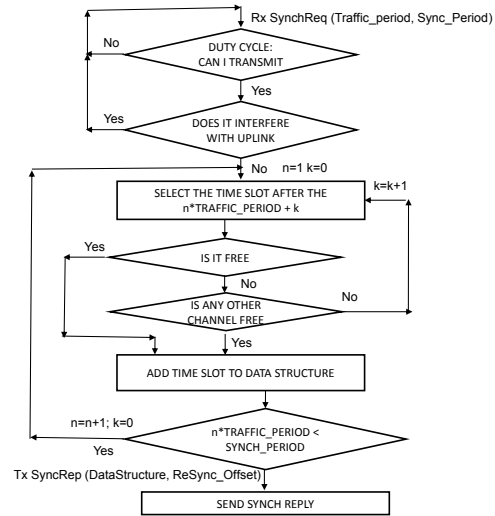 Rx SynchReq (Traffic_period, Sync_Period)
No
DUTY CYCLE:
CAN I TRANSMIT
Yes
Yes
DOES IT INTERFERE
WITH UPLINK
No n=1 k=0
k=k+1
SELECT THE TIME SLOT AFTER THE
n*TRAFFIC_PERIOD + k
Yes
IS IT FREE
No
IS ANY OTHER
CHANNEL FREE
No
Yes
ADD TIME SLOT TO DATA STRUCTURE
n=n+1; k=0
n*TRAFFIC_PERIOD <
SYNCH_PERIOD
Yes
Tx SyncRep (DataStructure, ReSync_Offset)
SEND SYNCH REPLY